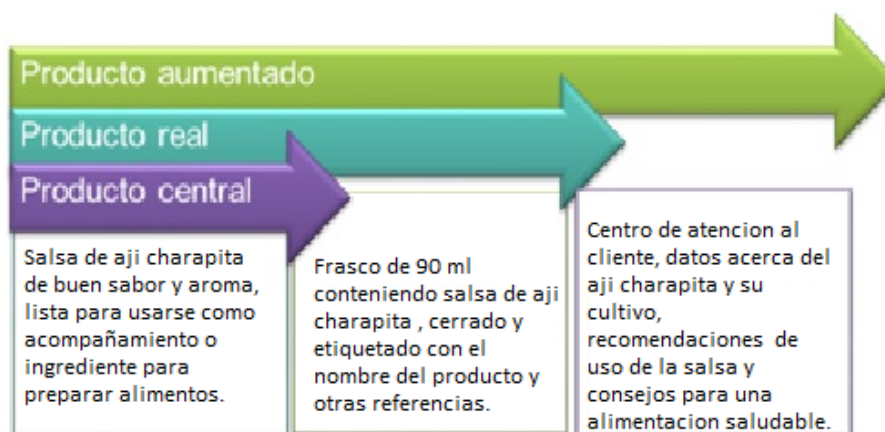 Producto aumentado
Producto real
Producto central
Salsa de aji charapita
de buen sabor y aroma,
lista para usarse como
acompañamiento o
ingrediente para
preparar alimentos.
Frasco de 90 ml
conteniendo salsa de aji
charapita , cerrado y
etiquetado con el
nombre del producto y
otras referencias.
Centro de atencion al
cliente, datos acerca del
aji charapita y su
cultivo,
recomendaciones de
uso de la salsa y
consejos para una
alimentacion saludable.